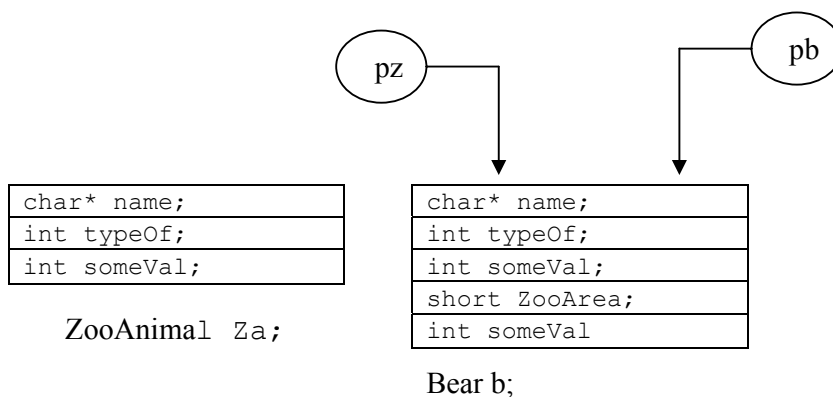 pz
pb
char* name;
int typeOf;
int someVal;
ZooAnimal Za;
char* name;
int typeOf;
int someVal;
short ZooArea;
int someVal
Bear b;